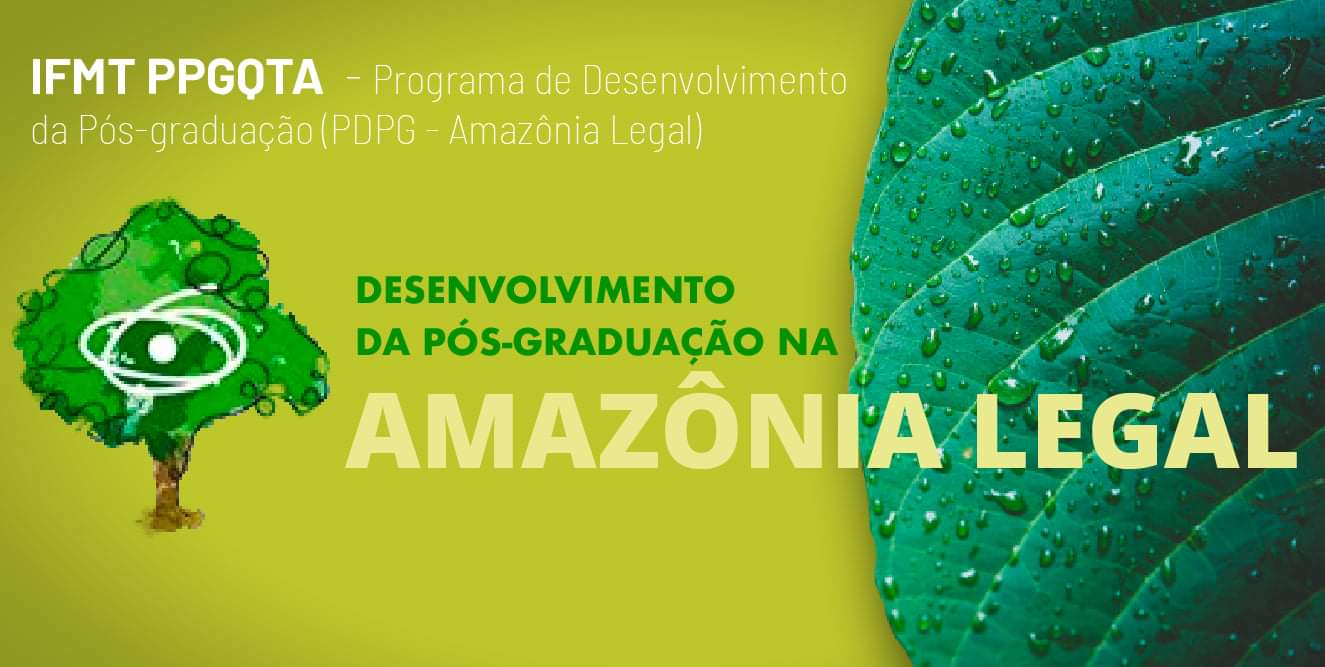 IFMT PPGQTA - Programa de Desenvolvimento
da Pós-graduação (PDPG - Amazônia Legal)
DESENVOLVIMENTO
DA PÓS-GRADUAÇÃO NA
AMAZÔNIA LEGAL